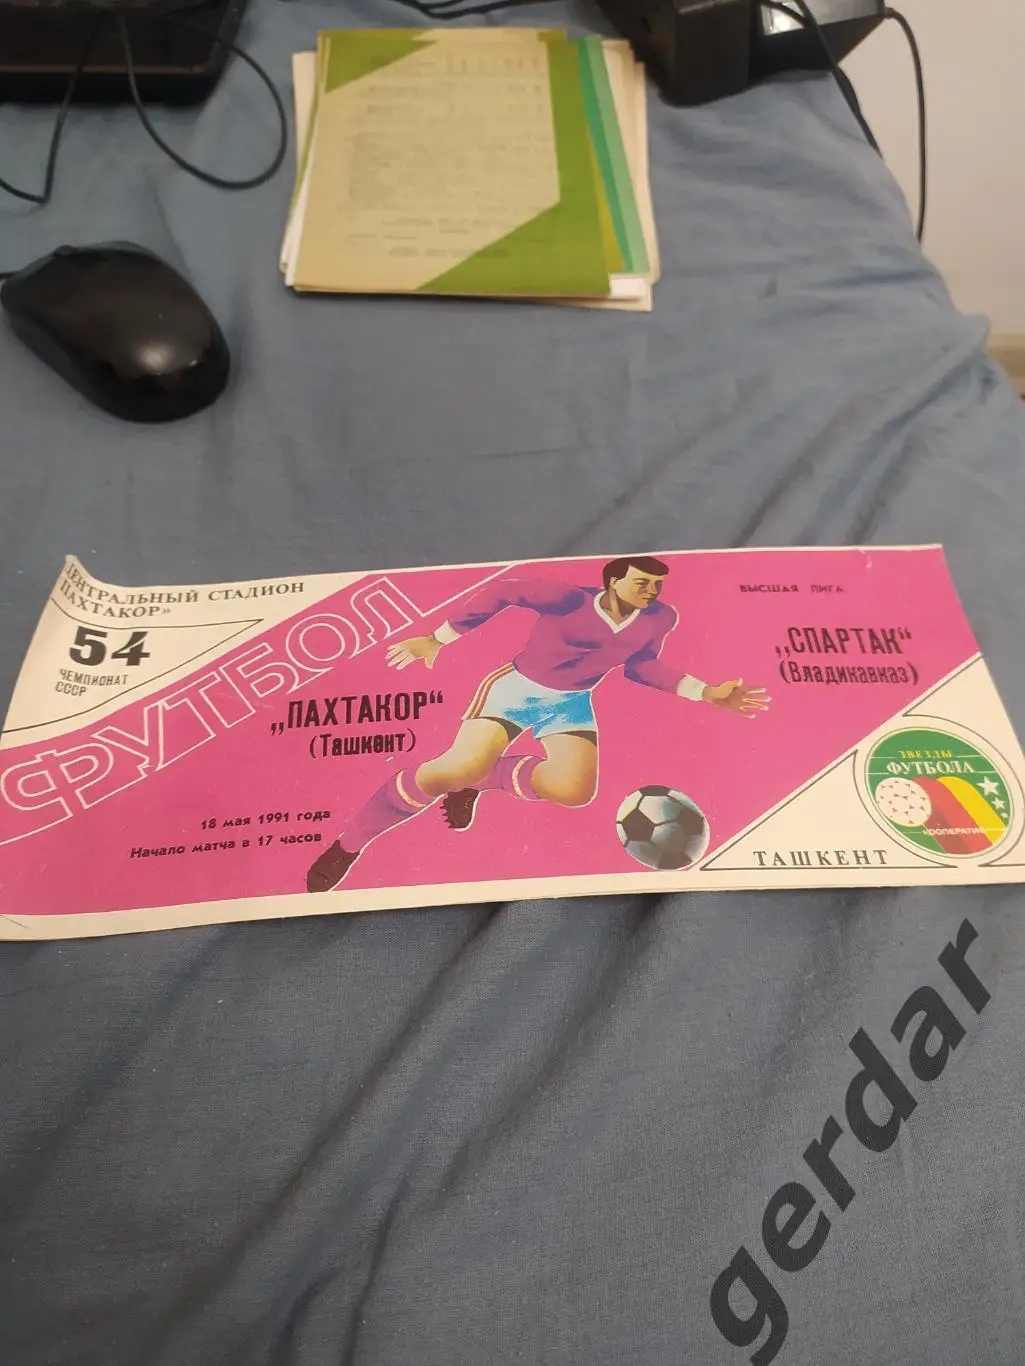 ЦЕНТРАЛЬНЫЙ СТАДИОН
ПАХТАКОР»
54
ЧЕМПИОНАТ
СССР
ФУТБОЛ
„ПАХТАКОР“
(Ташкент)
18 мая 1991 года
Начало матча в 17 часов
ВЫСШАЯ ЛИГА
„СПАРТАК“
(Владикавказ)
ЗВЕЗДЫ
ФУТБОЛА
КООПЕРАТИВ
ТАШКЕНТ
gerdar